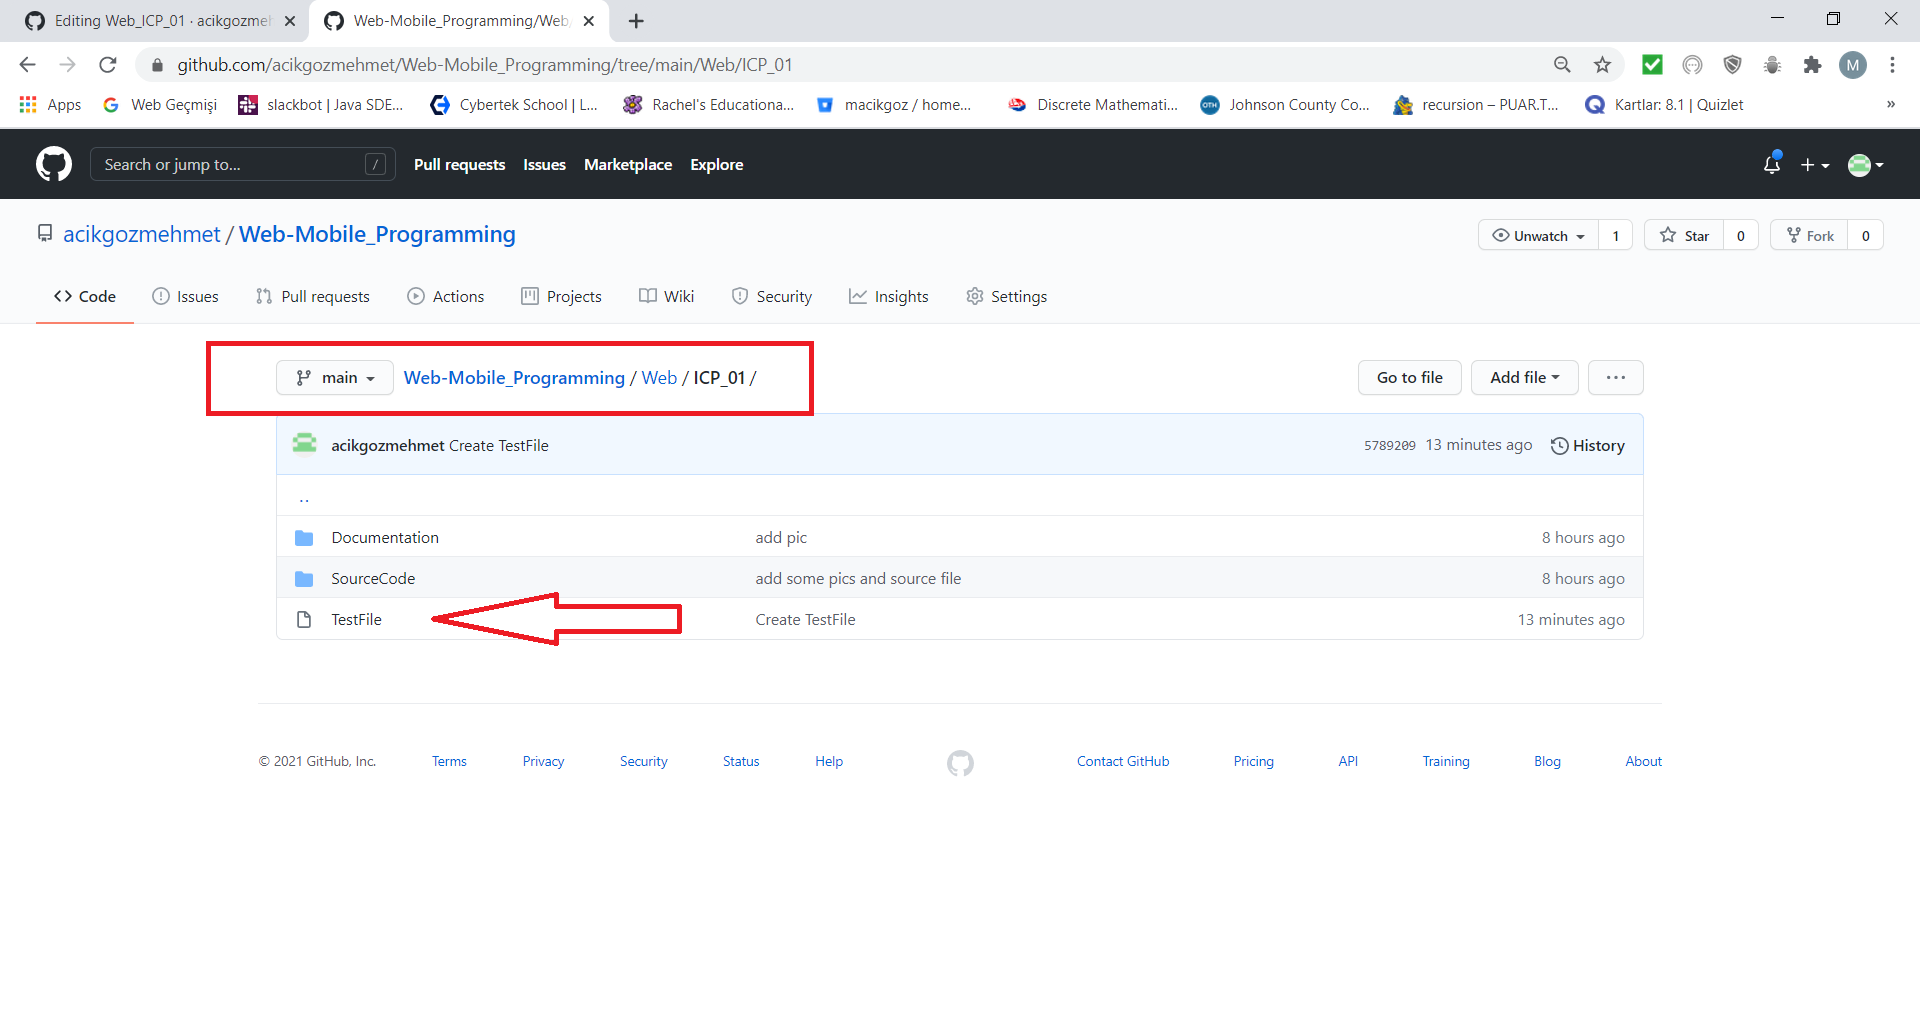 Editing Web_ICP_01 · acikgozmeh
Web-Mobile_Programming/Web
github.com/acikgozmehmet/Web-Mobile_Programming/tree/main/Web/ICP_01
M
Apps
Web Geçmişi
slackbot | Java SDE...
Cybertek School | L...
Rachel's Educationa...
macikgoz / home...
Discrete Mathemati...
Johnson County Co...
recursion – PUAR.T...
Kartlar: 8.1 | Quizlet
»
Search or jump to... /
Pull requests
Issues
Marketplace
Explore
acikgozmehmet / Web-Mobile_Programming
Unwatch 1
Star 0
Fork 0
Code
Issues
Pull requests
Actions
Projects
Wiki
Security
Insights
Settings
main
Web-Mobile_Programming / Web / ICP_01 /
Go to file
Add file
...
acikgozmehmet Create TestFile
5789209 13 minutes ago
History
..
Documentation add pic 8 hours ago
SourceCode add some pics and source file 8 hours ago
TestFile Create TestFile 13 minutes ago
© 2021 GitHub, Inc.
Terms
Privacy
Security
Status
Help
Contact GitHub
Pricing
API
Training
Blog
About